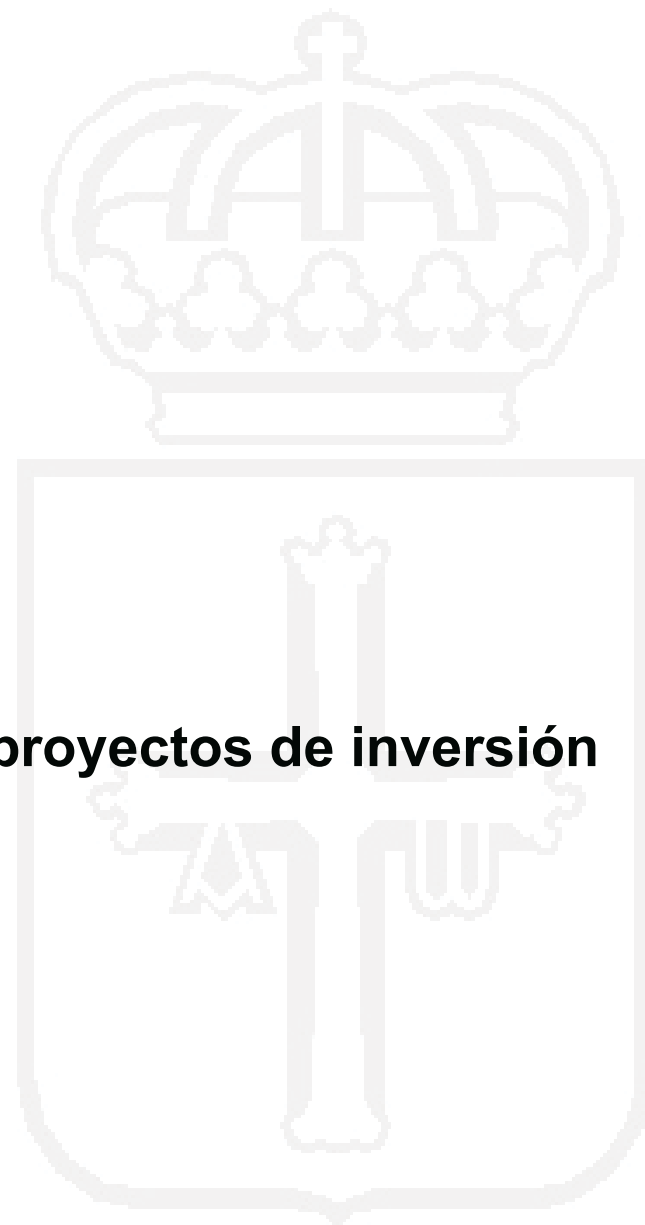 proyectos de inversión
Α ω